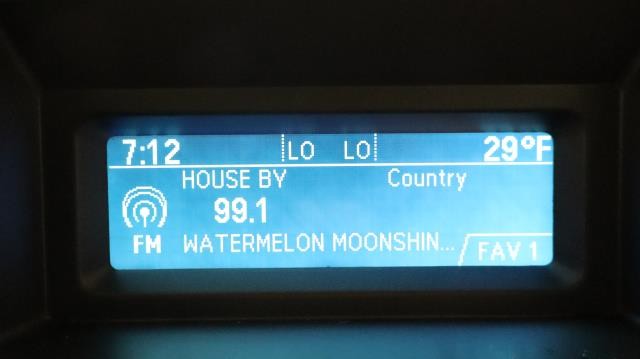 7:12 LO LO 29°F
HOUSE BY Country
99.1
FM WATERMELON MOONSHIN... FAV 1